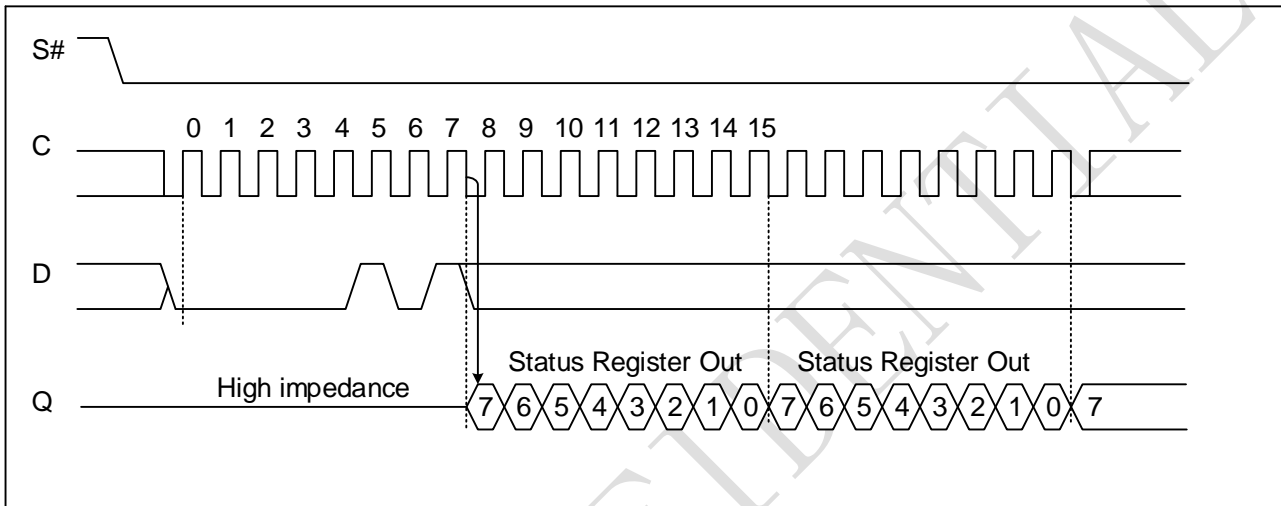 S#
0 1 2 3 4 5 6 7 8 9 10 11 12 13 14 15
C
D
Status Register Out Status Register Out
High impedance
Q 7 6 5 4 3 2 1 0 7 6 5 4 3 2 1 0 7
IDENTIAL